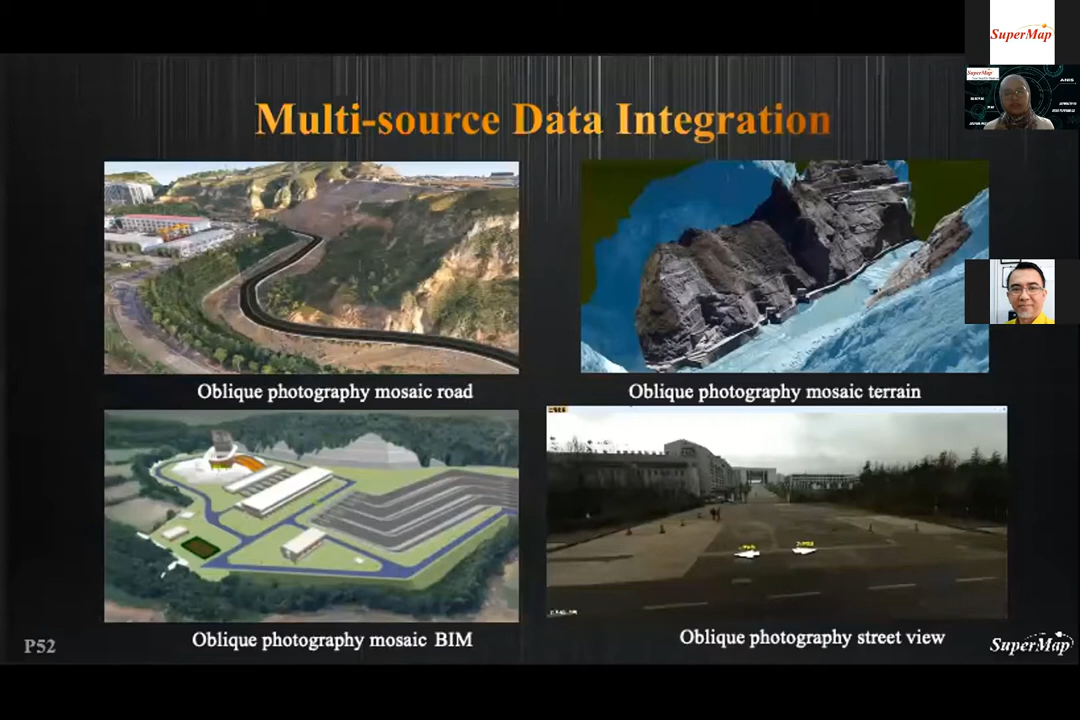 SuperMap
SuperMap
Multi-source Data Integration
Oblique photography mosaic road
Oblique photography mosaic terrain
Oblique photography mosaic BIM
Oblique photography street view
P52
SuperMap